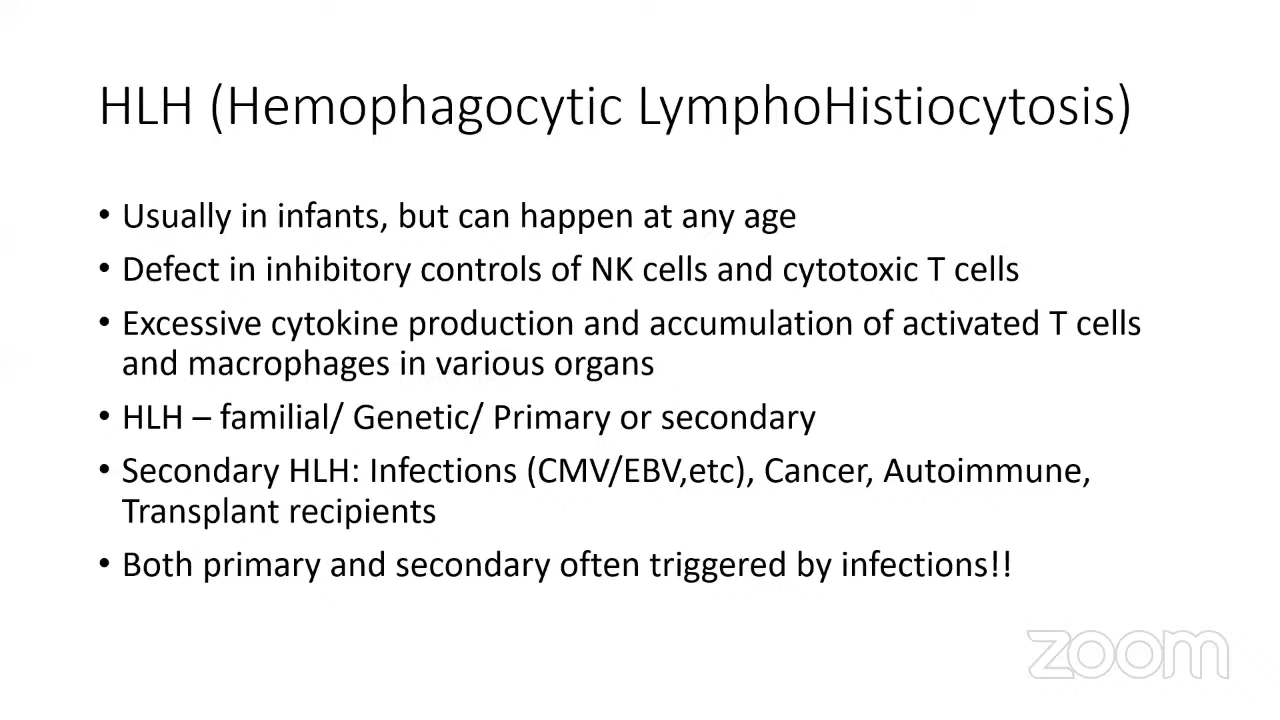 HLH (Hemophagocytic LymphoHistiocytosis)
• Usually in infants, but can happen at any age
• Defect in inhibitory controls of NK cells and cytotoxic T cells
• Excessive cytokine production and accumulation of activated T cells
and macrophages in various organs
• HLH – familial/ Genetic/ Primary or secondary
• Secondary HLH: Infections (CMV/EBV,etc), Cancer, Autoimmune,
Transplant recipients
• Both primary and secondary often triggered by infections!!
zoom